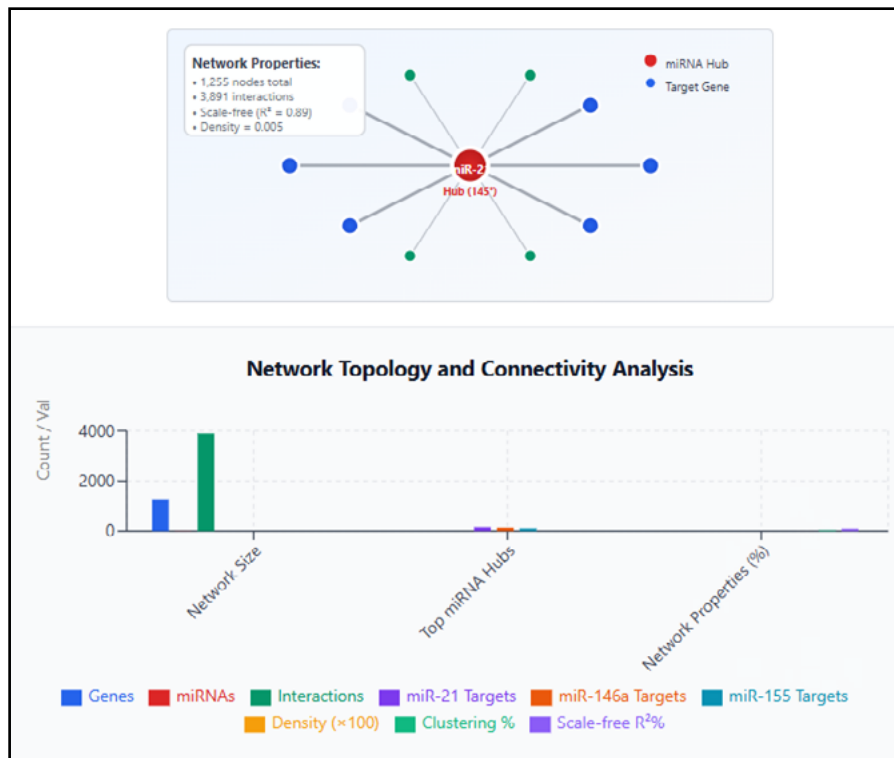 Network Properties:
• 1,255 nodes total
• 3,891 interactions
• Scale-free (R² = 0.89)
• Density = 0.005
miRNA Hub
Target Gene
miR-21
Hub (145°)
Network Topology and Connectivity Analysis
Count / Val
4000
2000
0
Network Size
Top miRNA Hubs
Network Properties (%)
Genes miRNAs Interactions miR-21 Targets miR-146a Targets miR-155 Targets
Density (×100) Clustering % Scale-free R²%